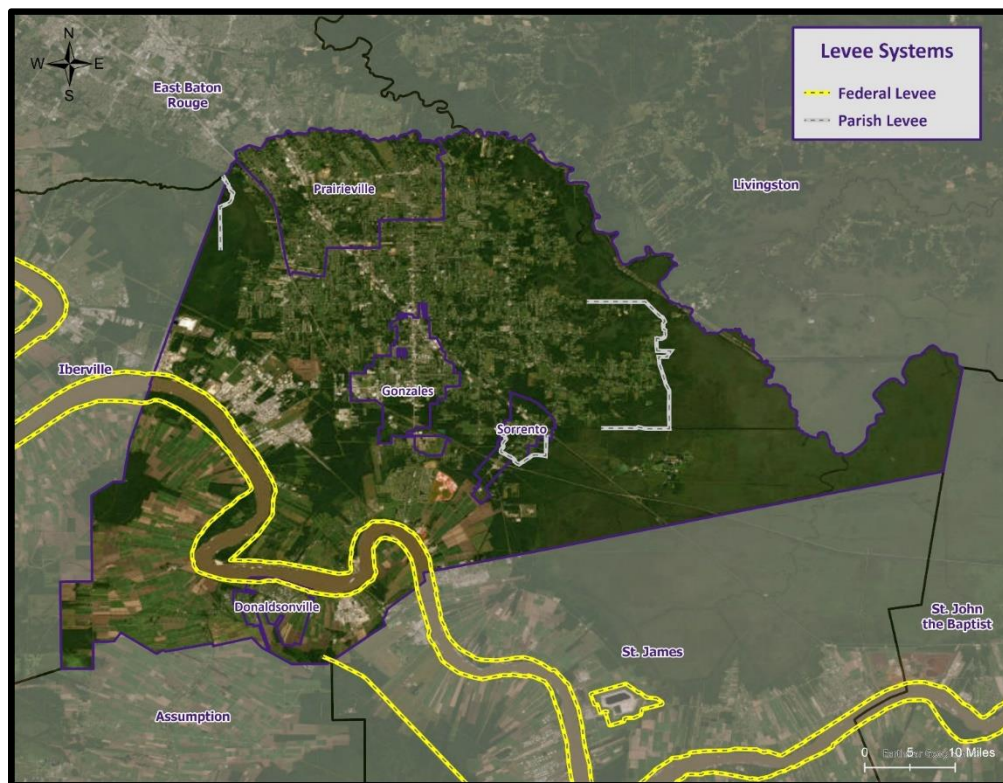 N
W E
S
Levee Systems
Federal Levee
Parish Levee
East Baton
Rouge
Prairieville
Livingston
Iberville
Gonzales
Sorrento
Donaldsonville
St. John
the Baptist
St. James
Assumption
0 5 10 Miles